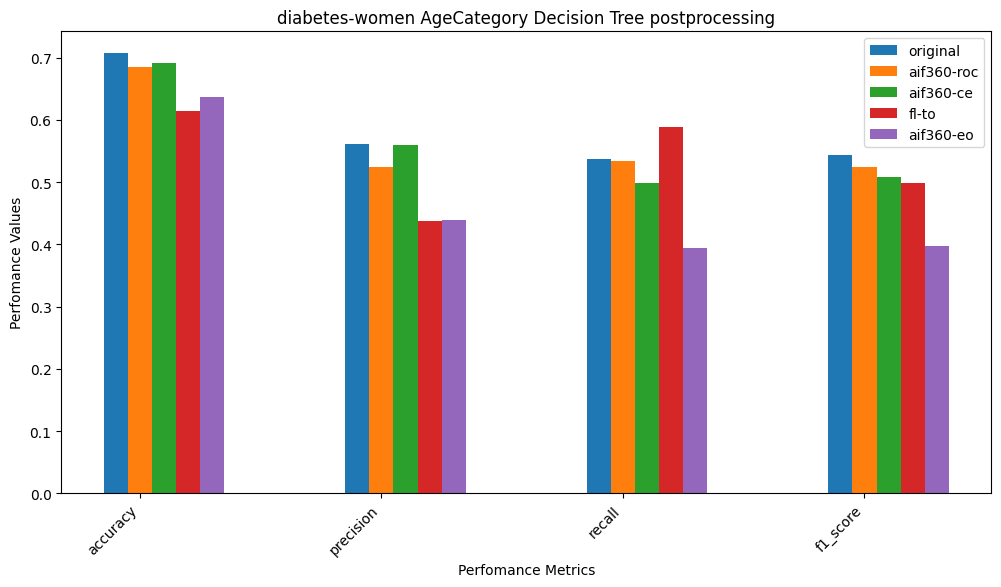 diabetes-women AgeCategory Decision Tree postprocessing
original
aif360-roc
aif360-ce
fl-to
aif360-eo
Perfomance Values
0.7
0.6
0.5
0.4
0.3
0.2
0.1
0.0
accuracy
precision
recall
f1_score
Perfomance Metrics